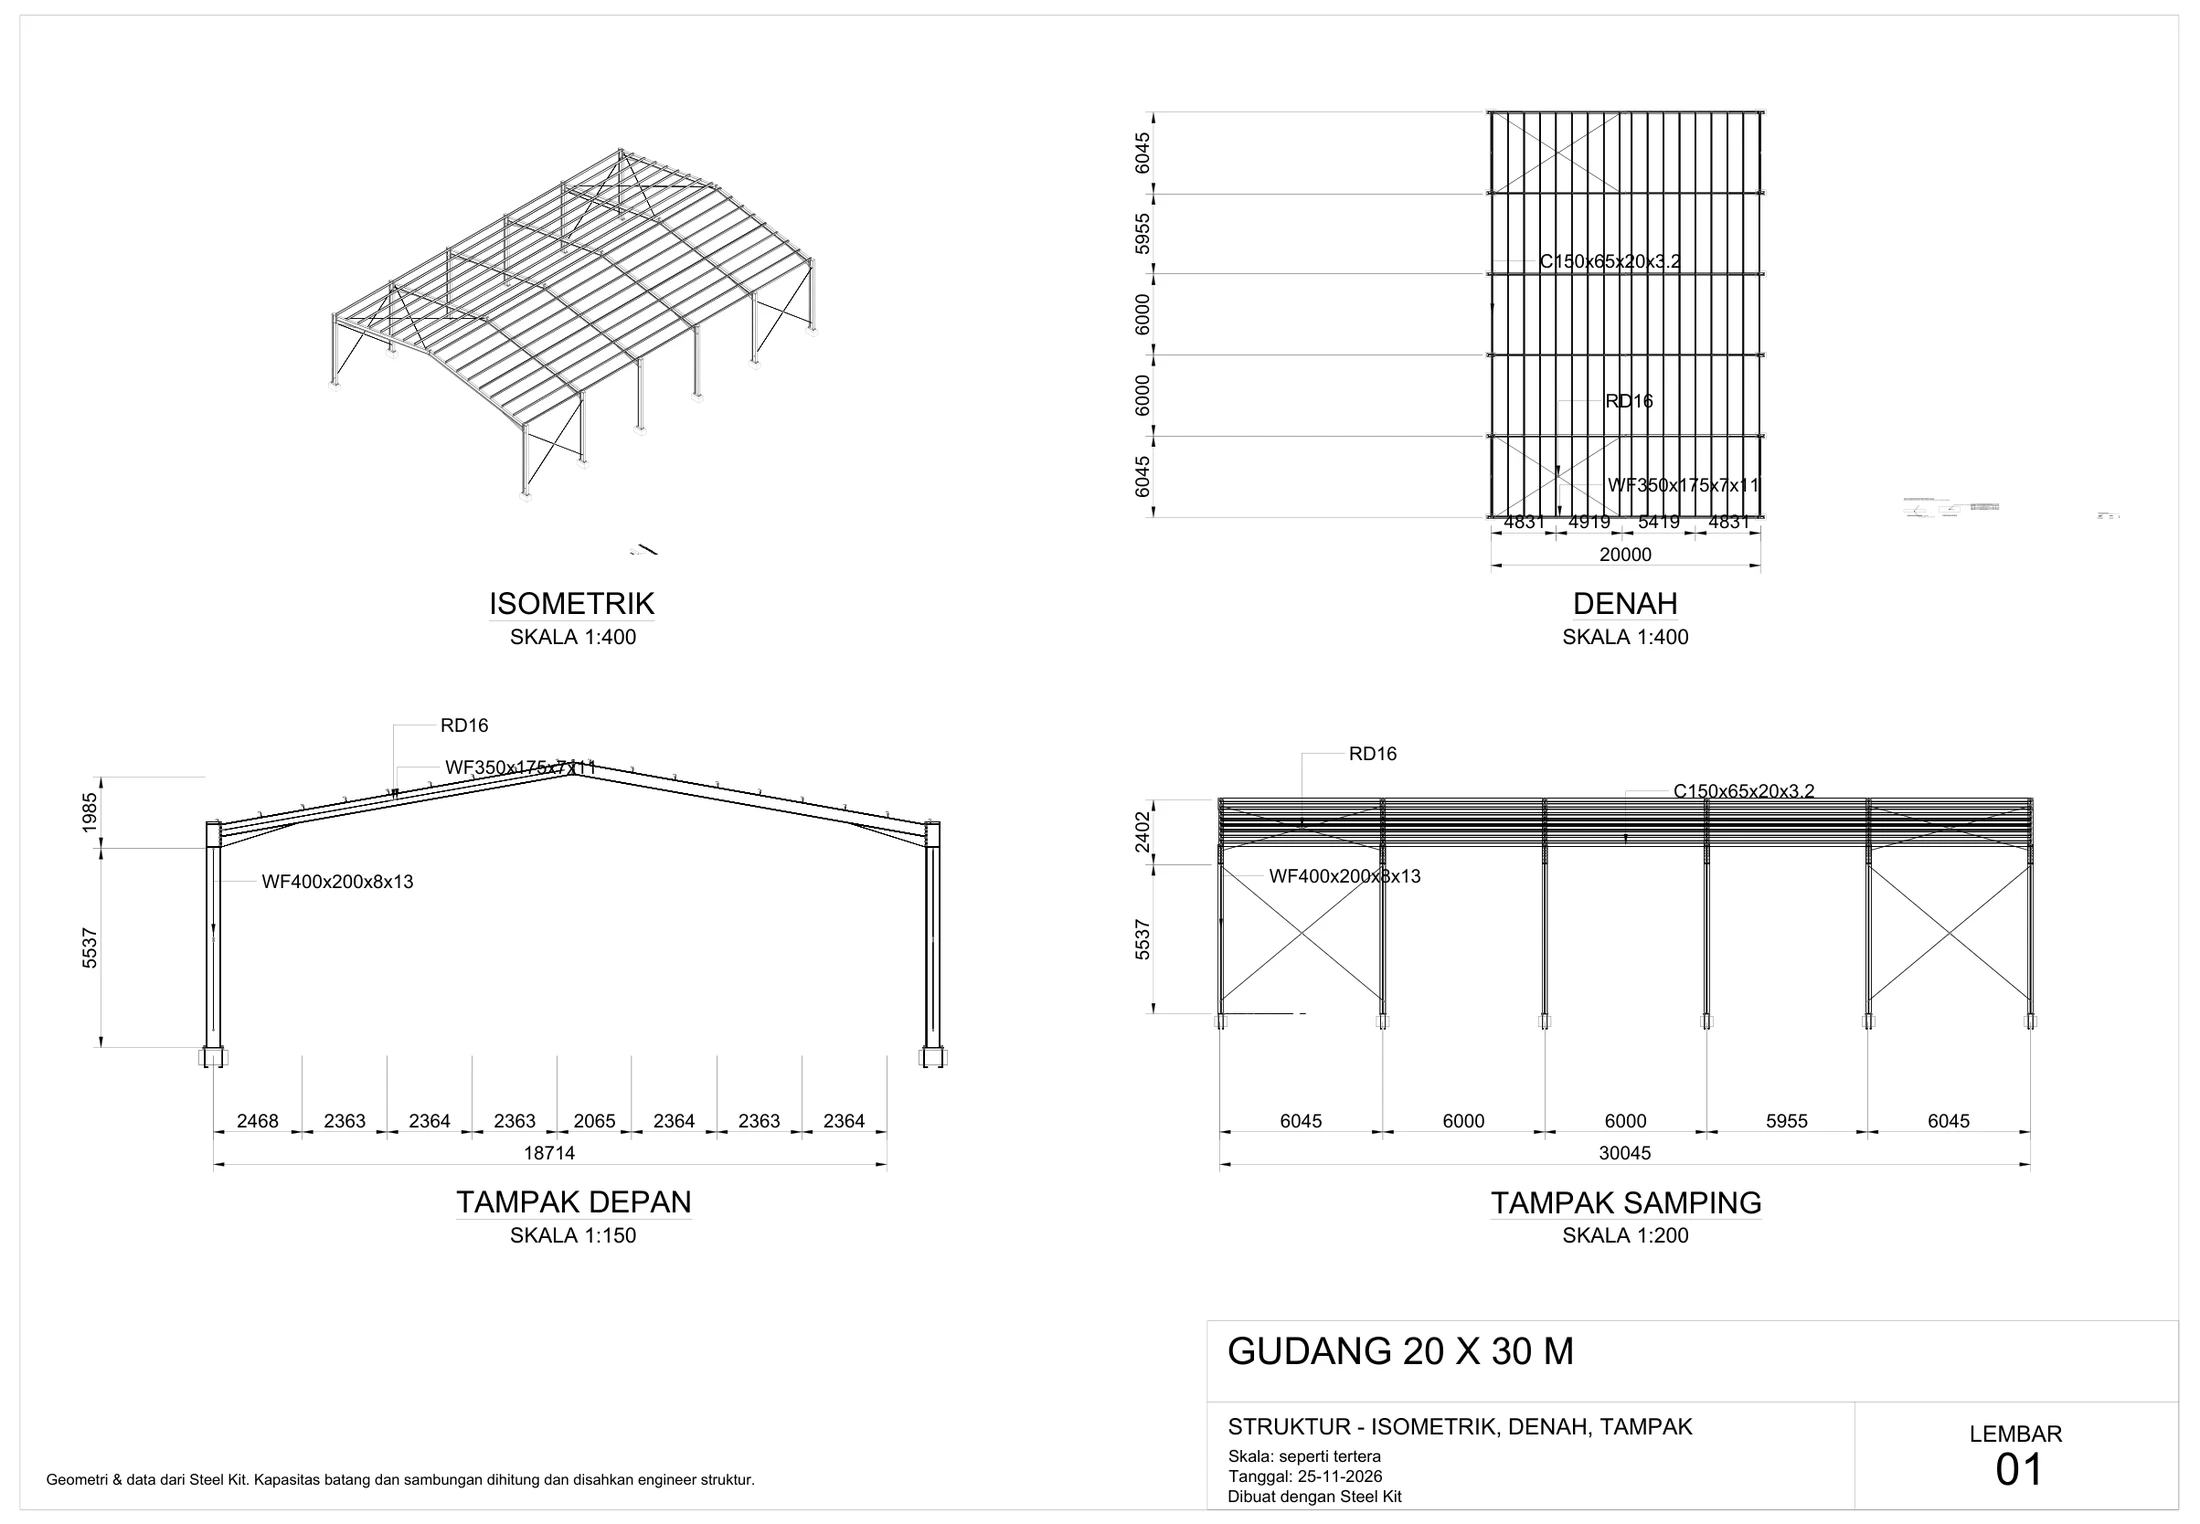 6045
5955
6000
6000
6045
C150x65x20x3.2
RD16
WF350x175x7x11
4831
4919
5419
4831
20000
ISOMETRIK
SKALA 1:400
DENAH
SKALA 1:400
RD16
WF350x175x7x11
1985
WF400x200x8x13
5537
2468
2363
2364
2363
2065
2364
2363
2364
18714
TAMPAK DEPAN
SKALA 1:150
RD16
C150x65x20x3.2
2402
WF400x200x8x13
5537
6045
6000
6000
5955
6045
30045
TAMPAK SAMPING
SKALA 1:200
GUDANG 20 X 30 M
STRUKTUR - ISOMETRIK, DENAH, TAMPAK
Skala: seperti tertera
Tanggal: 25-11-2026
Dibuat dengan Steel Kit
LEMBAR
01
Geometri & data dari Steel Kit. Kapasitas batang dan sambungan dihitung dan disahkan engineer struktur.